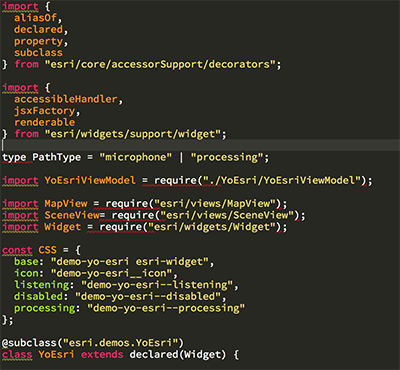 import {
  aliasOf,
  declared,
  property,
  subclass
} from "esri/core/accessorSupport/decorators";
import {
  accessibleHandler,
  jsxFactory,
  renderable
} from "esri/widgets/support/widget";
type PathType = "microphone" | "processing";
import YoEsriViewModel = require("./YoEsri/YoEsriViewModel");
import MapView = require("esri/views/MapView");
import SceneView= require("esri/views/SceneView");
import Widget = require("esri/widgets/Widget");
const CSS = {
  base: "demo-yo-esri esri-widget",
  icon: "demo-yo-esri__icon",
  listening: "demo-yo-esri--listening",
  disabled: "demo-yo-esri--disabled",
  processing: "demo-yo-esri--processing"
};
@subclass("esri.demos.YoEsri")
class YoEsri extends declared(Widget) {